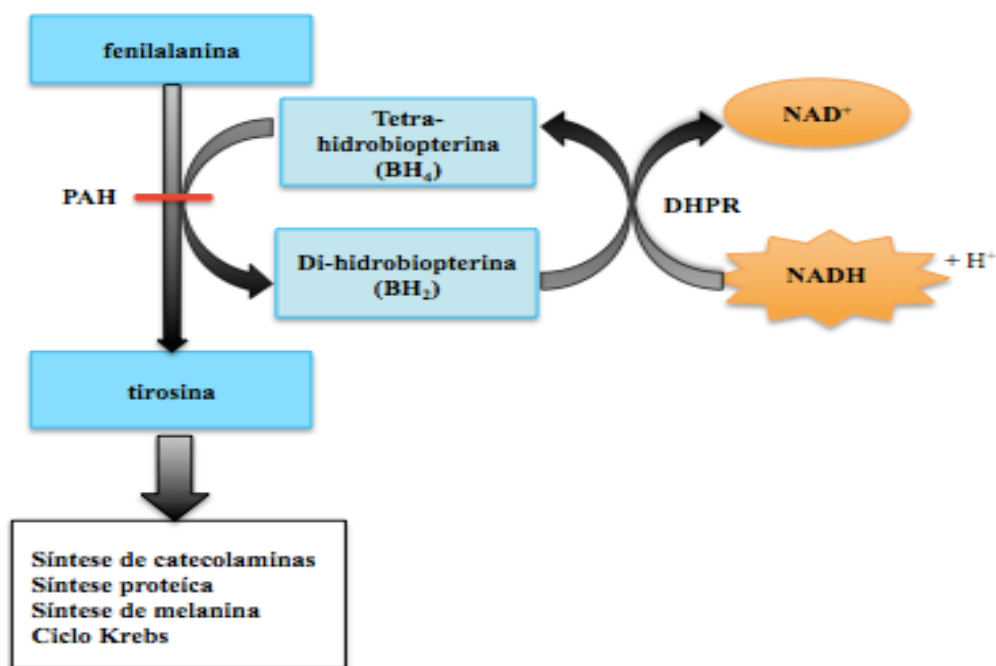 fenilalanina
Tetra-
hidrobiopterina
(BH₄)
NAD⁺
PAH
DHPR
Di-hidrobiopterina
(BH₂)
NADH
+ H⁺
tirosina
Síntese de catecolaminas
Síntese proteíca
Síntese de melanina
Ciclo Krebs